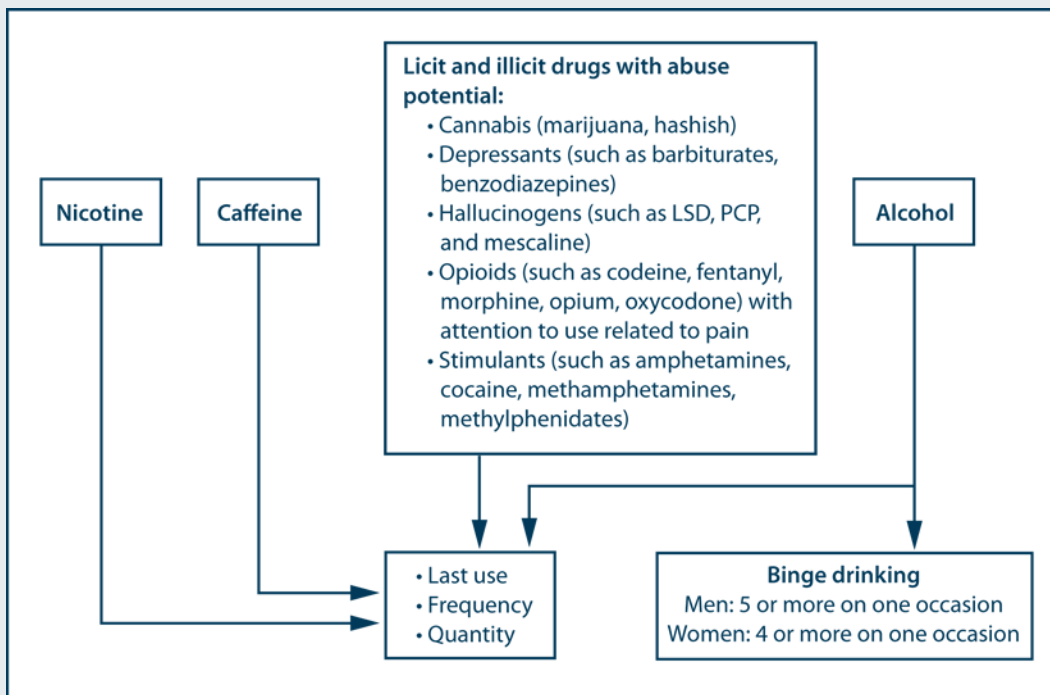 Licit and illicit drugs with abuse
potential:
• Cannabis (marijuana, hashish)
• Depressants (such as barbiturates,
benzodiazepines)
• Hallucinogens (such as LSD, PCP,
and mescaline)
• Opioids (such as codeine, fentanyl,
morphine, opium, oxycodone) with
attention to use related to pain
• Stimulants (such as amphetamines,
cocaine, methamphetamines,
methylphenidates)
Nicotine
Caffeine
Alcohol
• Last use
• Frequency
• Quantity
Binge drinking
Men: 5 or more on one occasion
Women: 4 or more on one occasion